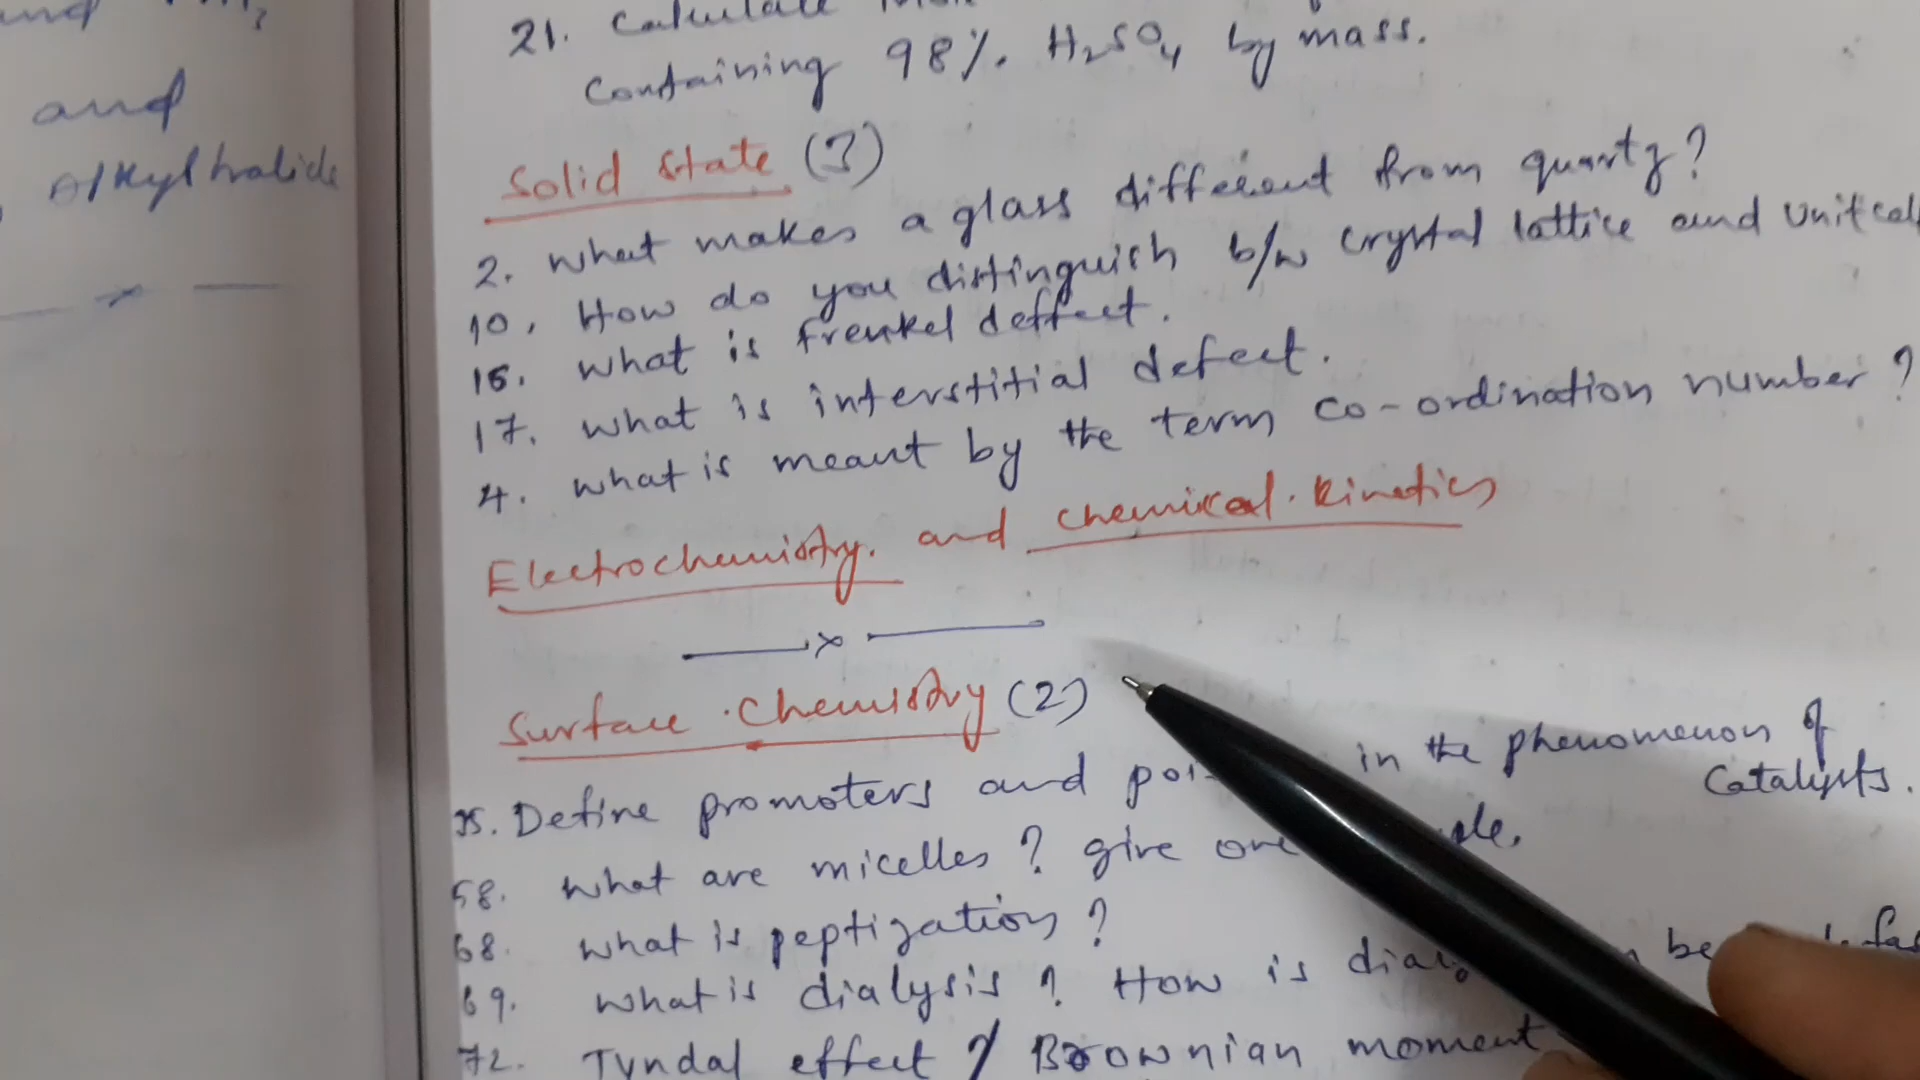 and
and
Alkylhalide
21. Calculate
Containing 98% H₂SO₄ by mass.
Solid state (3)
2. What makes a glass different from quartz?
10. How do you distinguish b/w crystal lattice and Unit cell
15. What is frenkel deffect.
17. What is interstitial defect.
4. What is meant by the term co-ordination number?
Electrochemistry. and chemical. Kinetics
x
Surface chemistry (2)
35. Define promoters and in the phenomenon of
Catalysts.
58. What are micelles? give one
68. What is peptization?
69. What is dialysis? How is be
72. Tyndal effect / Brownian moment